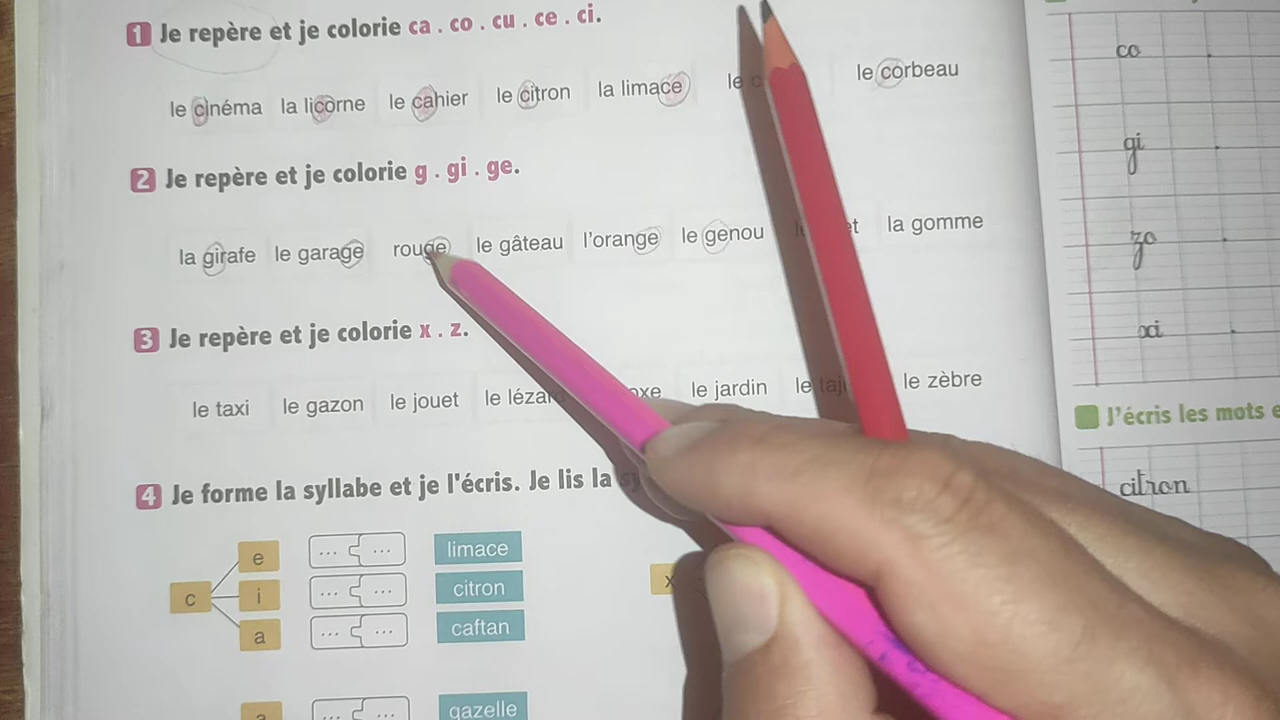 1 Je repère et je colorie ca . co . cu . ce . ci.
le cinéma la licorne le cahier le citron la limace le le corbeau
2 Je repère et je colorie g . gi . ge.
la girafe le garage rouge le gâteau l'orange le genou la gomme
3 Je repère et je colorie x . z.
le taxi le gazon le jouet le jardin le le zèbre
4 Je forme la syllabe et je l'écris. Je lis la
e ... ... limace
c i ... ... citron
a ... ... caftan
x
a ... ... gazelle
co
gi
zo
xi
J'écris les mots e
citron